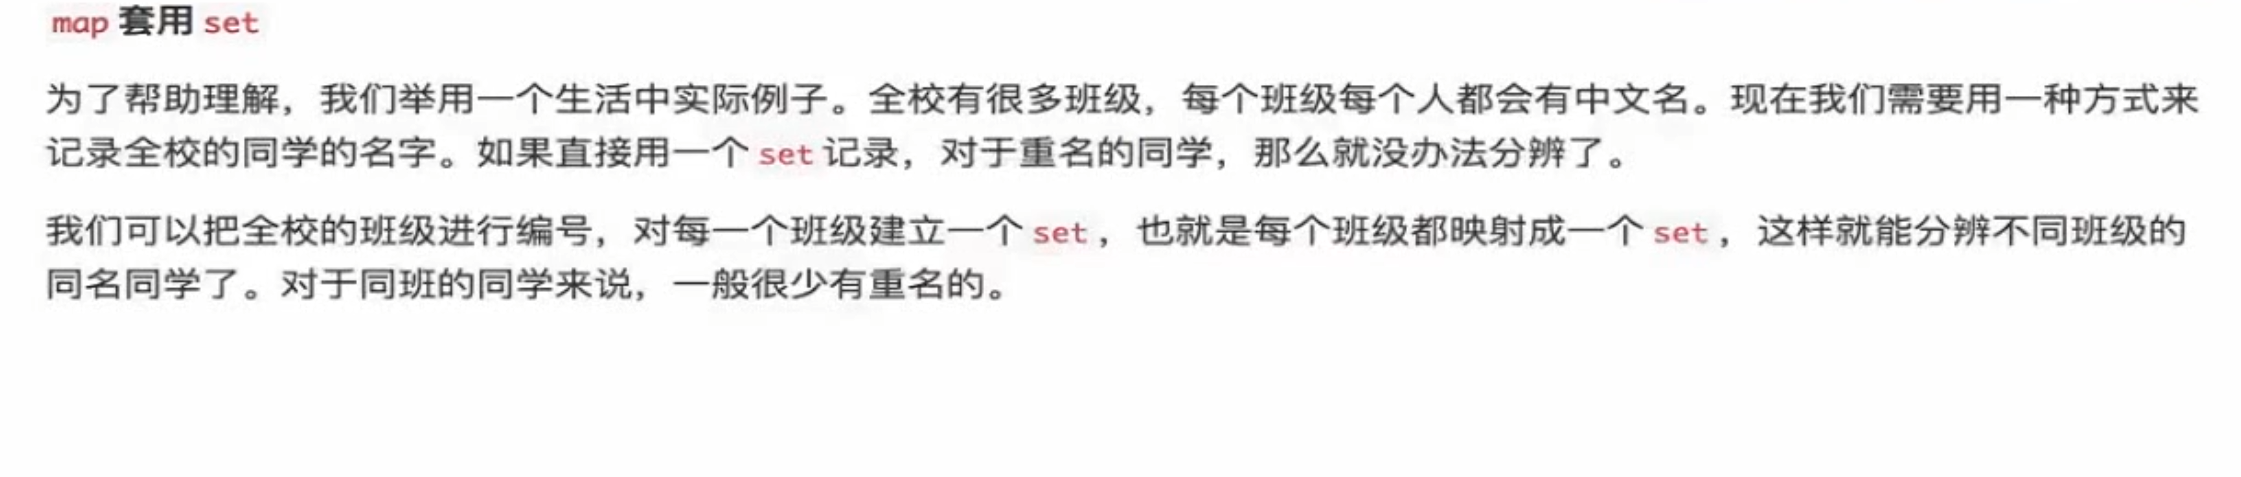 map 套用 set
为了帮助理解，我们举用一个生活中实际例子。全校有很多班级，每个班级每个人都会有中文名。现在我们需要用一种方式来
记录全校的同学的名字。如果直接用一个 set 记录，对于重名的同学，那么就没办法分辨了。
我们可以把全校的班级进行编号，对每一个班级建立一个 set ，也就是每个班级都映射成一个 set ，这样就能分辨不同班级的
同名同学了。对于同班的同学来说，一般很少有重名的。